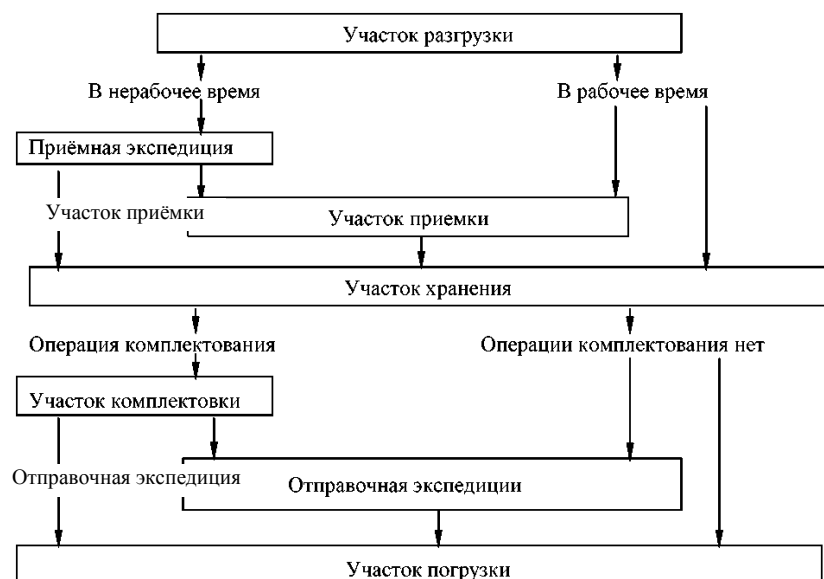 Участок разгрузки
В нерабочее время
В рабочее время
Приёмная экспедиция
Участок приёмки
Участок приемки
Участок хранения
Операция комплектования
Операции комплектования нет
Участок комплектовки
Отправочная экспедиция
Отправочная экспедиции
Участок погрузки